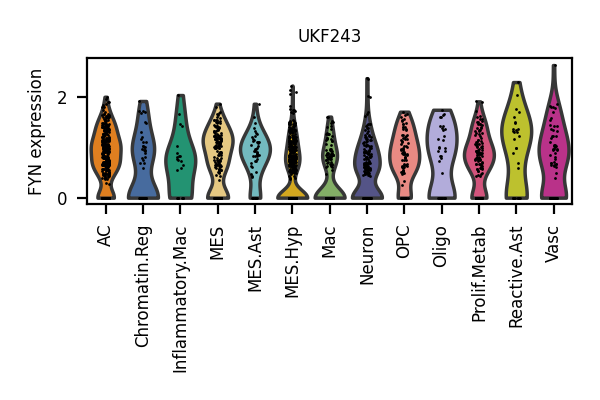 UKF243
FYN expression
2
0
AC
Chromatin.Reg
Inflammatory.Mac
MES
MES.Ast
MES.Hyp
Mac
Neuron
OPC
Oligo
Prolif.Metab
Reactive.Ast
Vasc